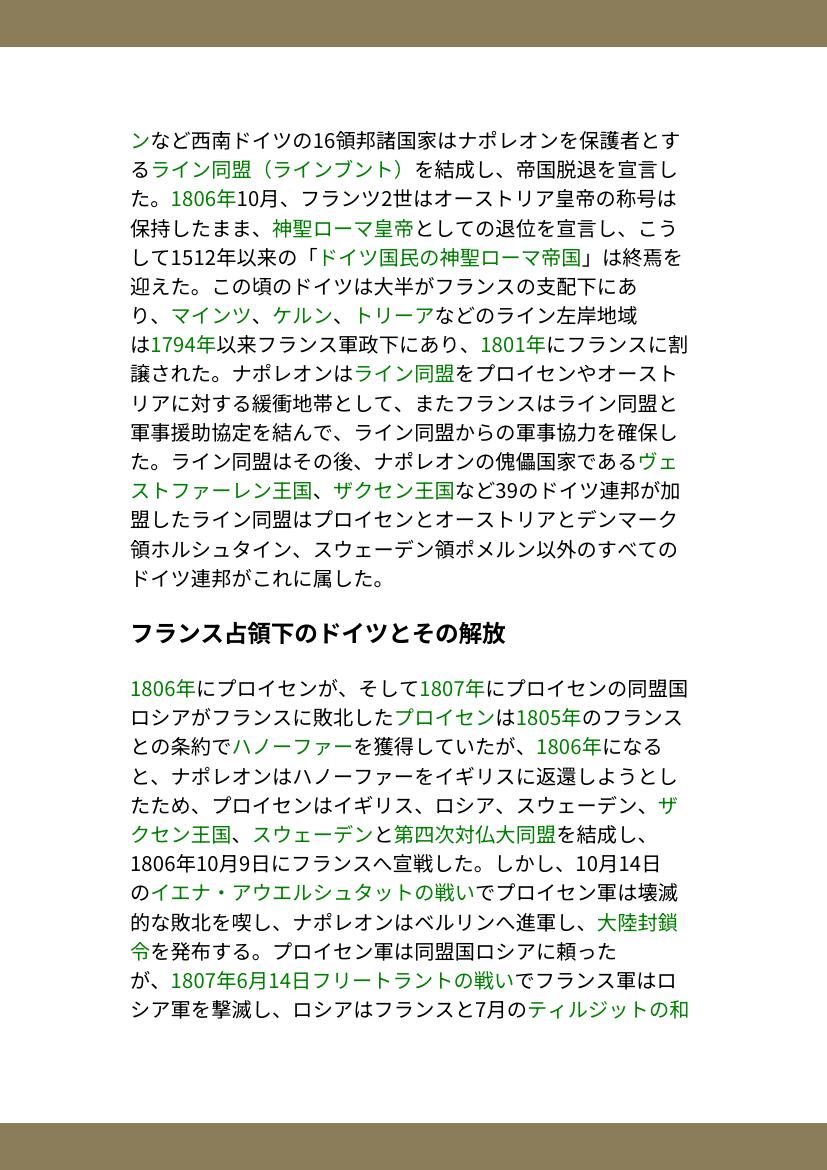 ンなど西南ドイツの16領邦諸国家はナポレオンを保護者とす
るライン同盟（ラインブント）を結成し、帝国脱退を宣言し
た。1806年10月、フランツ2世はオーストリア皇帝の称号は
保持したまま、神聖ローマ皇帝としての退位を宣言し、こう
して1512年以来の「ドイツ国民の神聖ローマ帝国」は終焉を
迎えた。この頃のドイツは大半がフランスの支配下にあ
り、マインツ、ケルン、トリーアなどのライン左岸地域
は1794年以来フランス軍政下にあり、1801年にフランスに割
譲された。ナポレオンはライン同盟をプロイセンやオースト
リアに対する緩衝地帯として、またフランスはライン同盟と
軍事援助協定を結んで、ライン同盟からの軍事協力を確保し
た。ライン同盟はその後、ナポレオンの傀儡国家であるヴェ
ストファーレン王国、ザクセン王国など39のドイツ連邦が加
盟したライン同盟はプロイセンとオーストリアとデンマーク
領ホルシュタイン、スウェーデン領ポメルン以外のすべての
ドイツ連邦がこれに属した。
フランス占領下のドイツとその解放
1806年にプロイセンが、そして1807年にプロイセンの同盟国
ロシアがフランスに敗北したプロイセンは1805年のフランス
との条約でハノーファーを獲得していたが、1806年になる
と、ナポレオンはハノーファーをイギリスに返還しようとし
たため、プロイセンはイギリス、ロシア、スウェーデン、ザ
クセン王国、スウェーデンと第四次対仏大同盟を結成し、
1806年10月9日にフランスへ宣戦した。しかし、10月14日
のイエナ・アウエルシュタットの戦いでプロイセン軍は壊滅
的な敗北を喫し、ナポレオンはベルリンへ進軍し、大陸封鎖
令を発布する。プロイセン軍は同盟国ロシアに頼った
が、1807年6月14日フリートラントの戦いでフランス軍はロ
シア軍を撃滅し、ロシアはフランスと7月のティルジットの和